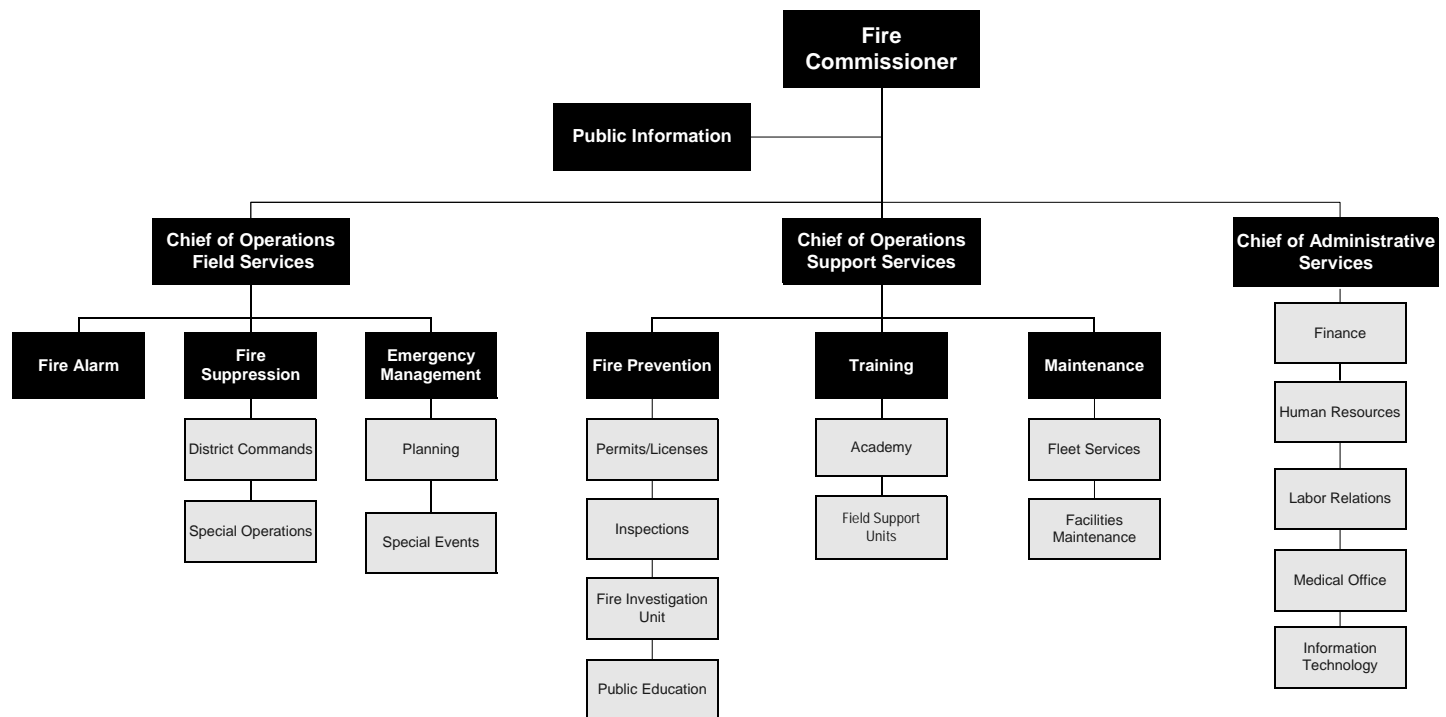 Fire
Commissioner
Public Information
Chief of Operations
Field Services
Chief of Operations
Support Services
Chief of Administrative
Services
Fire Alarm
Fire
Suppression
Emergency
Management
Fire Prevention
Training
Maintenance
Finance
District Commands
Planning
Permits/Licenses
Academy
Fleet Services
Human Resources
Special Operations
Special Events
Inspections
Field Support
Units
Facilities
Maintenance
Labor Relations
Fire Investigation
Unit
Medical Office
Public Education
Information
Technology